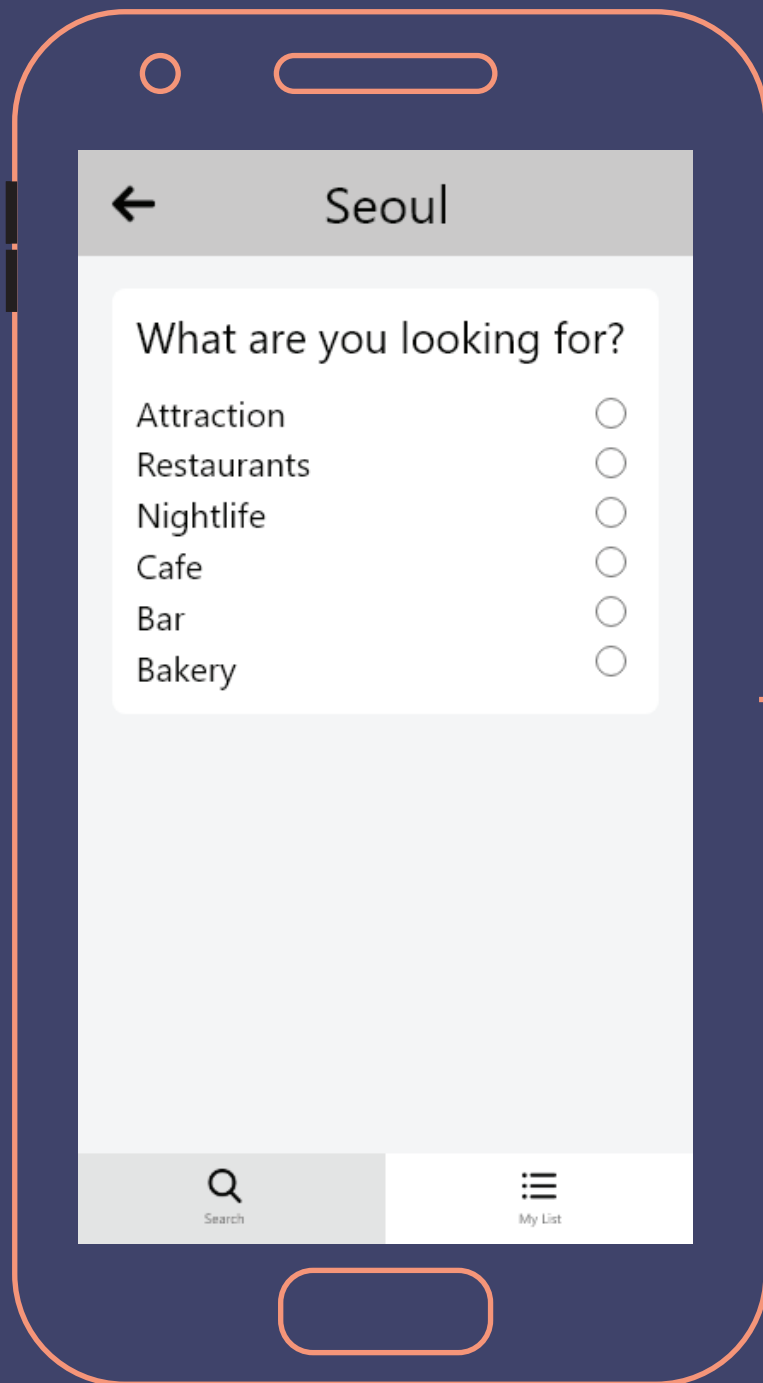 Seoul
What are you looking for?
Attraction
Restaurants
Nightlife
Cafe
Bar
Bakery
Search
My List